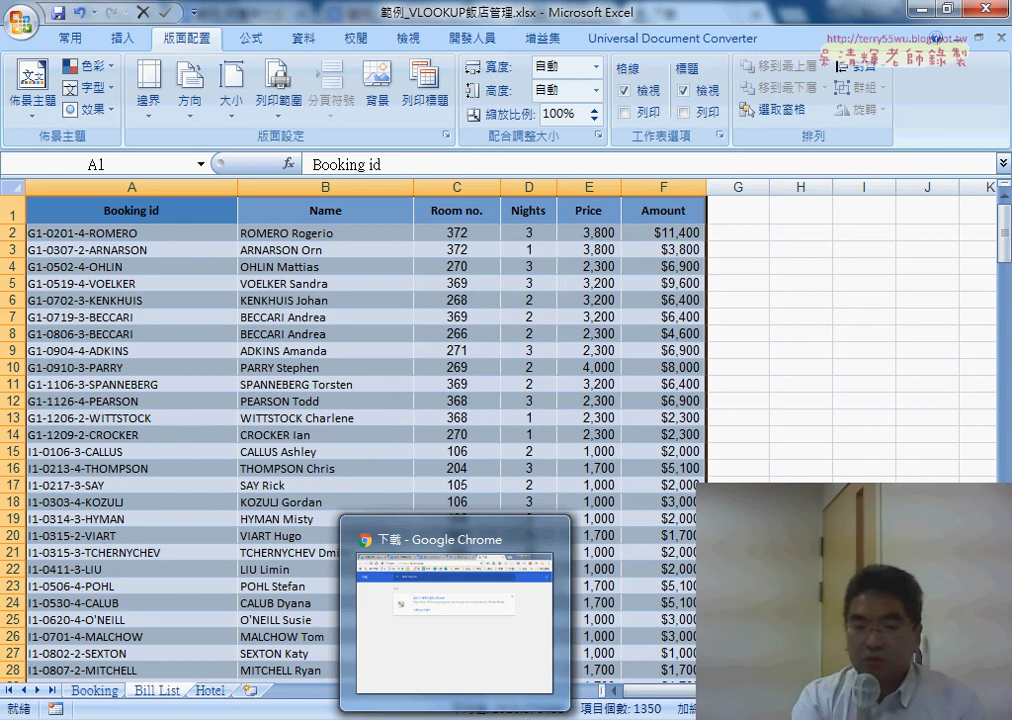 範例_VLOOKUP飯店管理.xlsx - Microsoft Excel
常用 插入 版面配置 公式 資料 校閱 檢視 開發人員 增益集 Universal Document Converter
http://terry55wu.blogspot.tw
吳清輝老師錄製
佈景主題 色彩 字型 效果 邊界 方向 大小 列印範圍 分頁符號 背景 列印標題
寬度: 自動
高度: 自動
縮放比例: 100%
格線 標題
檢視 檢視
列印 列印
移到最上層
移到最下層
選取窗格
對齊
群組
旋轉
佈景主題 版面設定 配合調整大小 工作表選項 排列
A1 fx Booking id
A B C D E F G H I J K
1 Booking id Name Room no. Nights Price Amount
2 G1-0201-4-ROMERO ROMERO Rogerio 372 3 3,800 $11,400
3 G1-0307-2-ARNARSON ARNARSON Orn 372 1 3,800 $3,800
4 G1-0502-4-OHLIN OHLIN Mattias 270 3 2,300 $6,900
5 G1-0519-4-VOELKER VOELKER Sandra 369 3 3,200 $9,600
6 G1-0702-3-KENKHUIS KENKHUIS Johan 268 2 3,200 $6,400
7 G1-0719-3-BECCARI BECCARI Andrea 369 2 3,200 $6,400
8 G1-0806-3-BECCARI BECCARI Andrea 266 2 2,300 $4,600
9 G1-0904-4-ADKINS ADKINS Amanda 271 3 2,300 $6,900
10 G1-0910-3-PARRY PARRY Stephen 269 2 4,000 $8,000
11 G1-1106-3-SPANNEBERG SPANNEBERG Torsten 369 2 3,200 $6,400
12 G1-1126-4-PEARSON PEARSON Todd 368 3 2,300 $6,900
13 G1-1206-2-WITTSTOCK WITTSTOCK Charlene 368 1 2,300 $2,300
14 G1-1209-2-CROCKER CROCKER Ian 270 1 2,300 $2,300
15 I1-0106-3-CALLUS CALLUS Ashley 106 2 1,000 $2,000
16 I1-0213-4-THOMPSON THOMPSON Chris 204 3 1,700 $5,100
17 I1-0217-3-SAY SAY Rick 105 2 1,000 $2,000
18 I1-0303-4-KOZULJ KOZULJ Gordan 106 3 1,000 $3,000
19 I1-0314-3-HYMAN HYMAN Misty 1,000 $2,000
20 I1-0315-2-VIART VIART Hugo 1,700 $1,700
21 I1-0315-3-TCHERNYCHEV TCHERNYCHEV Dmi 1,000 $2,000
22 I1-0411-3-LIU LIU Limin 1,000 $2,000
23 I1-0506-4-POHL POHL Stefan 1,700 $5,100
24 I1-0530-4-CALUB CALUB Dyana 1,000 $3,000
25 I1-0620-4-O'NEILL O'NEILL Susie 1,000 $3,000
26 I1-0701-4-MALCHOW MALCHOW Tom 1,000 $3,000
27 I1-0802-2-SEXTON SEXTON Katy 1,000 $1,000
28 I1-0807-2-MITCHELL MITCHELL Ryan 1,700 $1,700
下載 - Google Chrome
Booking Bill List Hotel
就緒 項目個數: 1350 加總